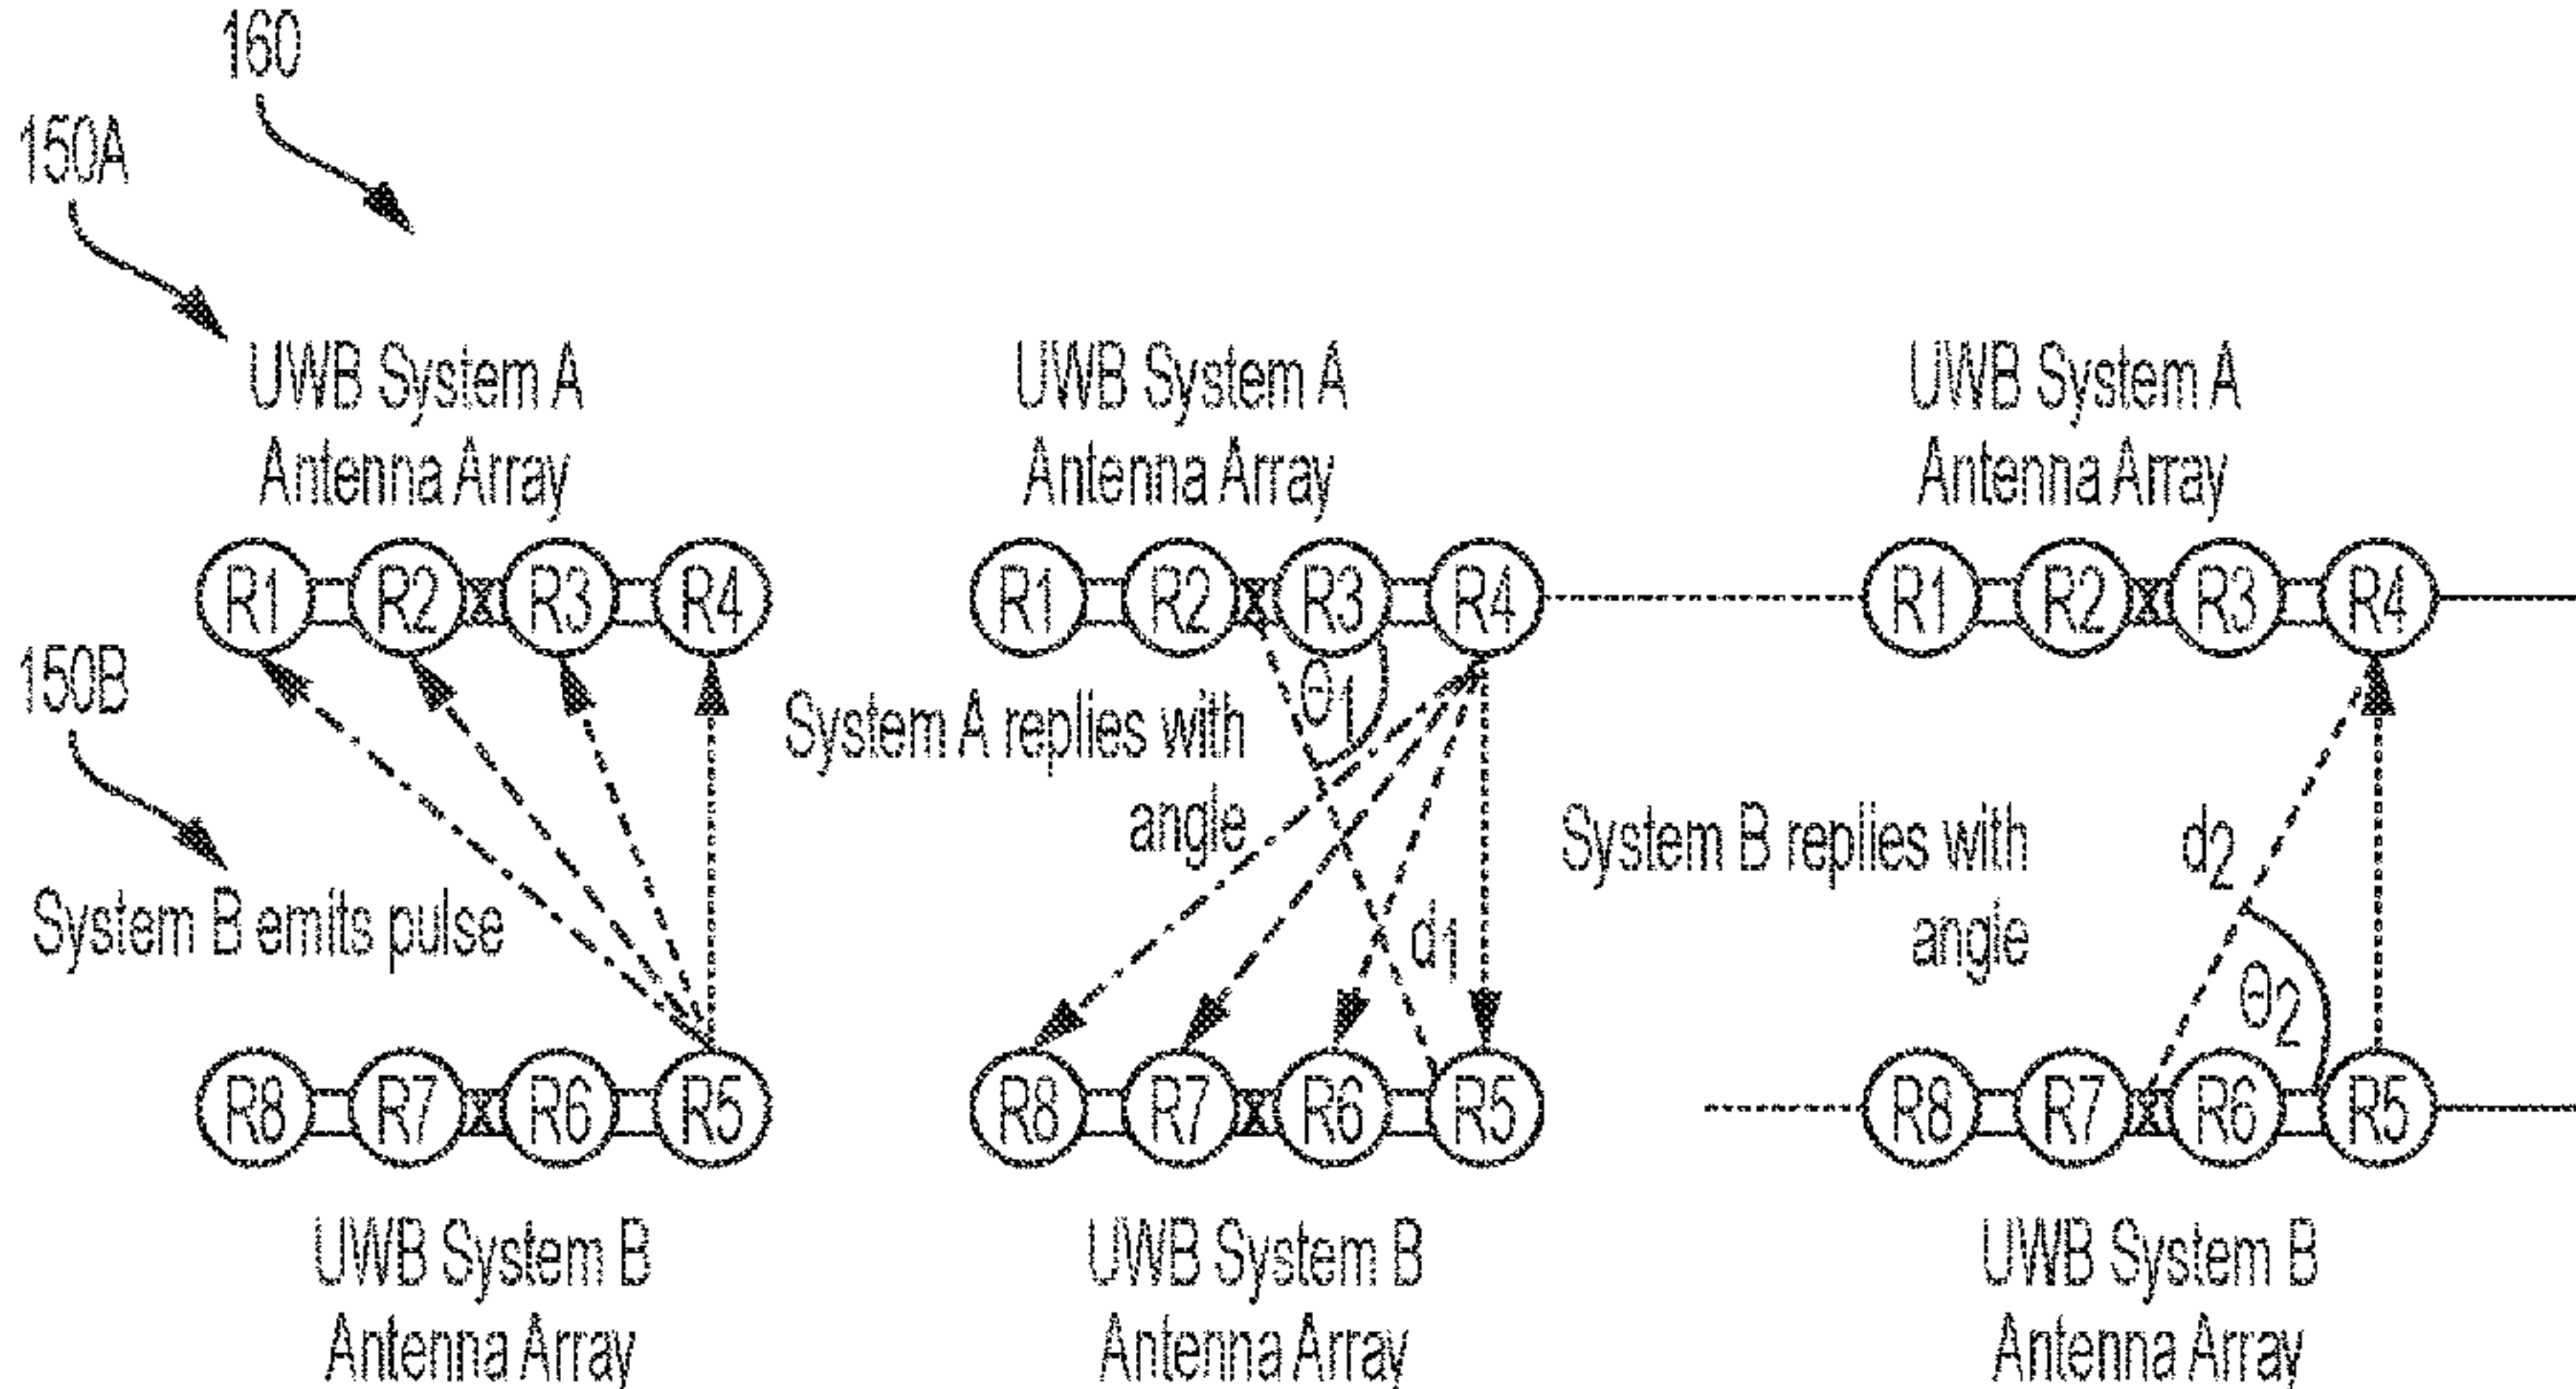 160
150A
UWB System A
Antenna Array
R1 R2 X R3 R4
150B
System B emits pulse
R8 R7 X R6 R5
UWB System B
Antenna Array
UWB System A
Antenna Array
R1 R2 X R3 R4
θ1
System A replies with
angle
d1
R8 R7 X R6 R5
UWB System B
Antenna Array
UWB System A
Antenna Array
R1 R2 X R3 R4
System B replies with
angle
d2
θ2
R8 R7 X R6 R5
UWB System B
Antenna Array